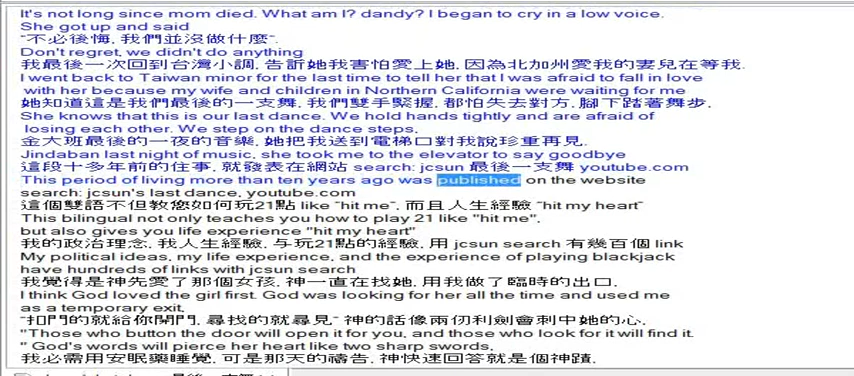 It's not long since mom died. What am I? dandy? I began to cry in a low voice.
She got up and said
"不必後悔, 我們並沒做什麼".
Don't regret, we didn't do anything
我最後一次回到台灣小調, 告訴她我害怕愛上她, 因為北加州愛我的妻兒在等我.
I went back to Taiwan minor for the last time to tell her that I was afraid to fall in love
with her because my wife and children in Northern California were waiting for me
她知道這是我們最後的一支舞, 我們雙手緊握, 都怕失去對方, 腳下踏著舞步,
She knows that this is our last dance. We hold hands tightly and are afraid of
losing each other. We step on the dance steps,
金大班最後的一夜的音樂, 她把我送到電梯口對我說珍重再見.
Jindaban last night of music, she took me to the elevator to say goodbye
這段十多年前的住事, 就發表在網站 search: jcsun 最後一支舞 youtube.com
This period of living more than ten years ago was published on the website
search: jcsun's last dance, youtube.com
這個雙語不但教您如何玩21點 like "hit me", 而且人生經驗 "hit my heart"
This bilingual not only teaches you how to play 21 like "hit me",
but also gives you life experience "hit my heart"
我的政治理念, 我人生經驗, 与玩21點的經驗, 用 jcsun search 有幾百個 link
My political ideas, my life experience, and the experience of playing blackjack
have hundreds of links with jcsun search
我覺得是神先愛了那個女孩, 神一直在找她, 用我做了臨時的出口,
I think God loved the girl first. God was looking for her all the time and used me
as a temporary exit,
"扣門的就給你開門, 尋找的就尋見" 神的話像兩刃利劍會刺中她的心,
"Those who button the door will open it for you, and those who look for it will find it.
" God's words will pierce her heart like two sharp swords,
我必需用安眠藥睡覺, 可是那天的禱告, 神快速回答就是個神蹟,